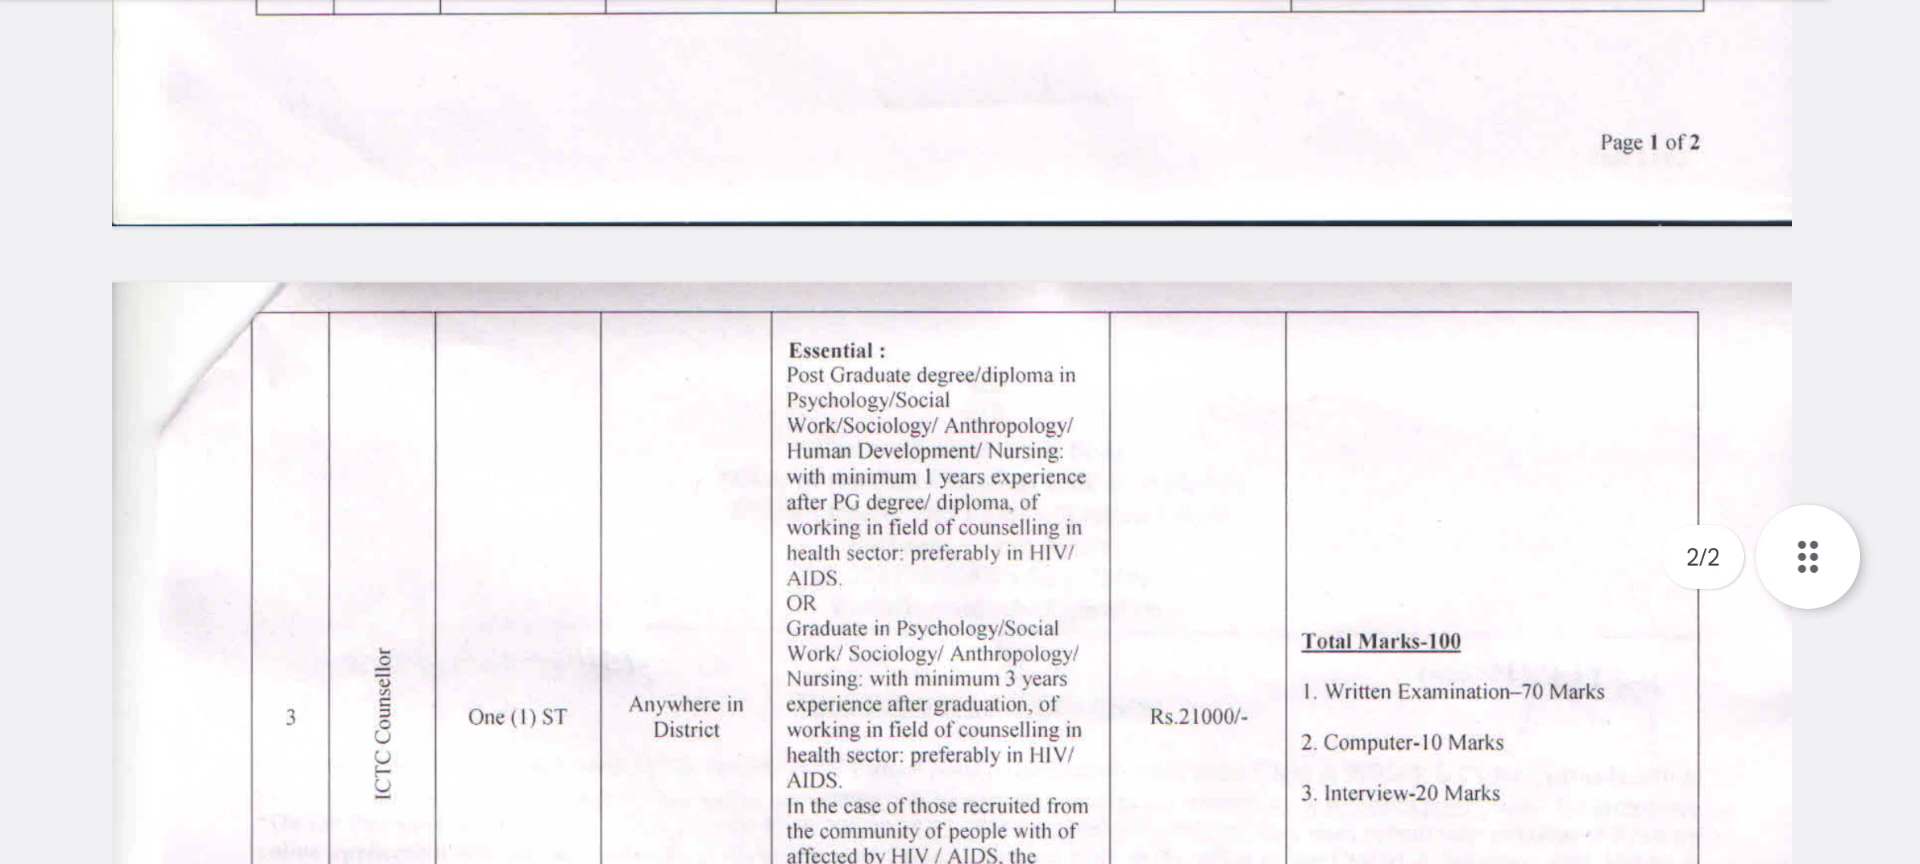 Page 1 of 2
Essential :
Post Graduate degree/diploma in
Psychology/Social
Work/Sociology/ Anthropology/
Human Development/ Nursing:
with minimum 1 years experience
after PG degree/ diploma, of
working in field of counselling in
health sector: preferably in HIV/
AIDS.
OR
Graduate in Psychology/Social
Work/ Sociology/ Anthropology/
Nursing: with minimum 3 years
experience after graduation, of
working in field of counselling in
health sector: preferably in HIV/
AIDS.
In the case of those recruited from
the community of people with of
affected by HIV / AIDS, the
3
ICTC Counsellor
One (1) ST
Anywhere in
District
Rs.21000/-
Total Marks-100
1. Written Examination–70 Marks
2. Computer-10 Marks
3. Interview-20 Marks
2/2